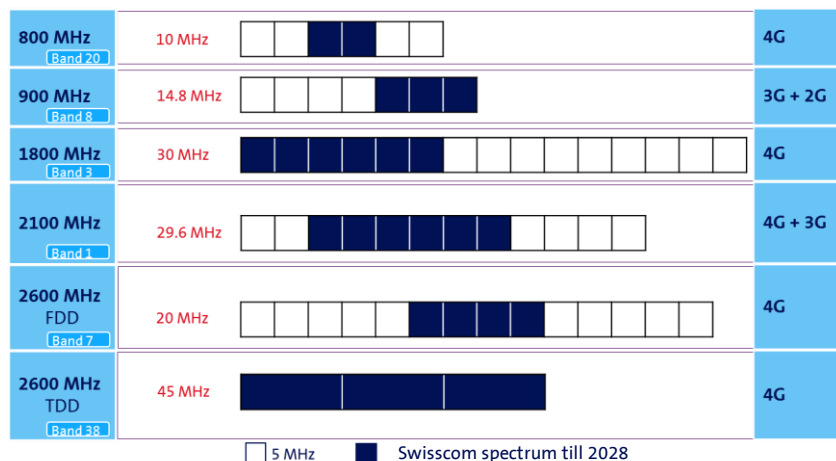 800 MHz
Band 20
10 MHz
4G
900 MHz
Band 8
14.8 MHz
3G + 2G
1800 MHz
Band 3
30 MHz
4G
2100 MHz
Band 1
29.6 MHz
4G + 3G
2600 MHz
FDD
Band 7
20 MHz
4G
2600 MHz
TDD
Band 38
45 MHz
4G
5 MHz
Swisscom spectrum till 2028